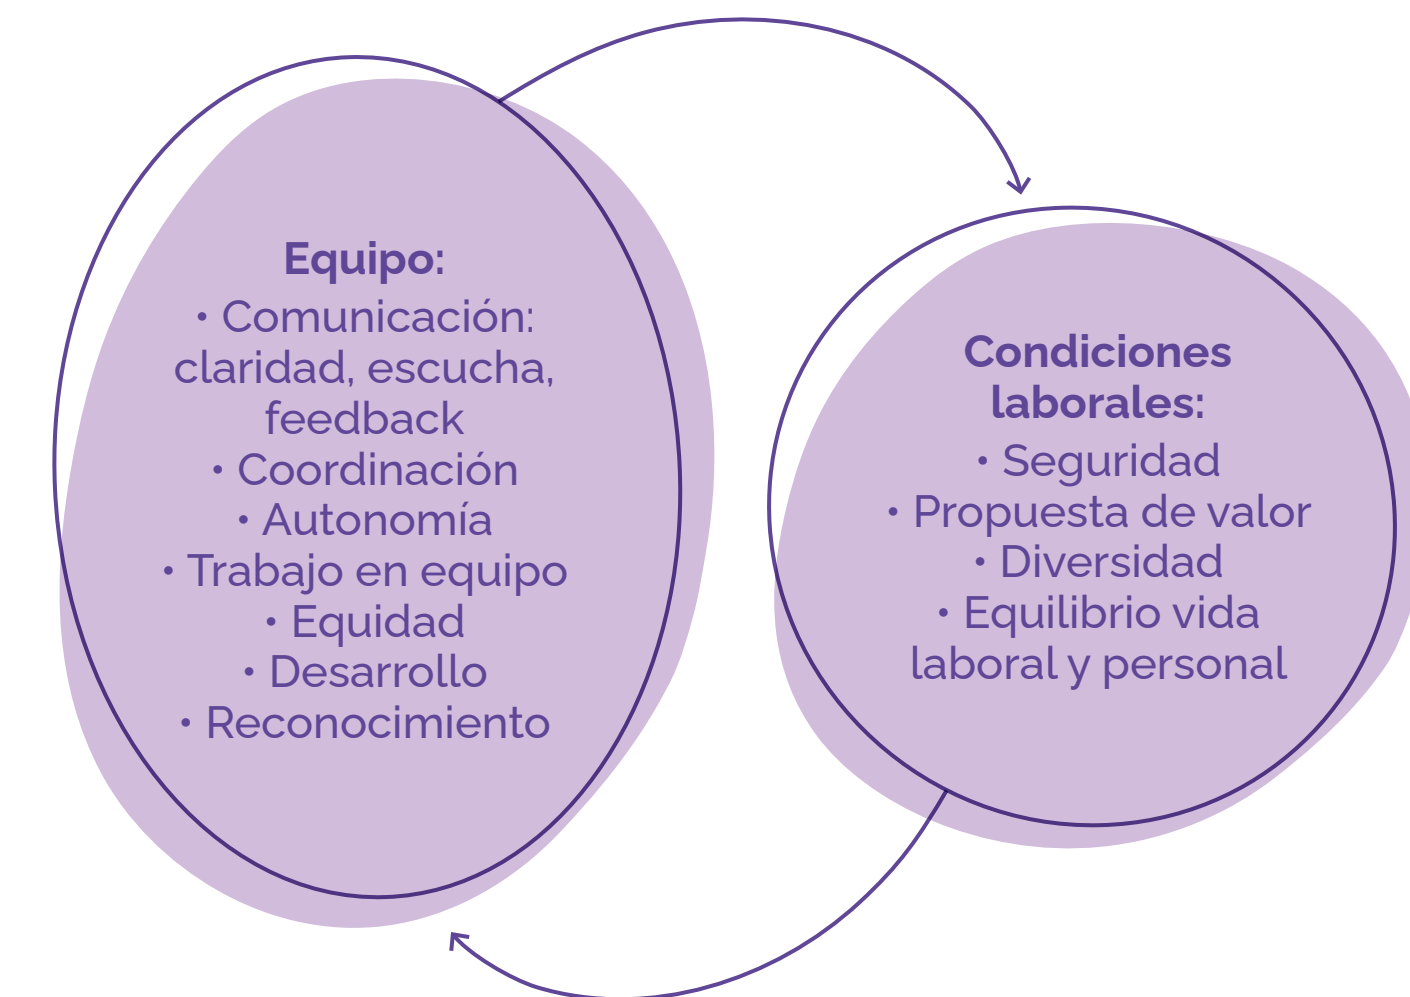 Equipo:
• Comunicación:
claridad, escucha,
feedback
• Coordinación
• Autonomía
• Trabajo en equipo
• Equidad
• Desarrollo
• Reconocimiento
Condiciones
laborales:
• Seguridad
• Propuesta de valor
• Diversidad
• Equilibrio vida
laboral y personal